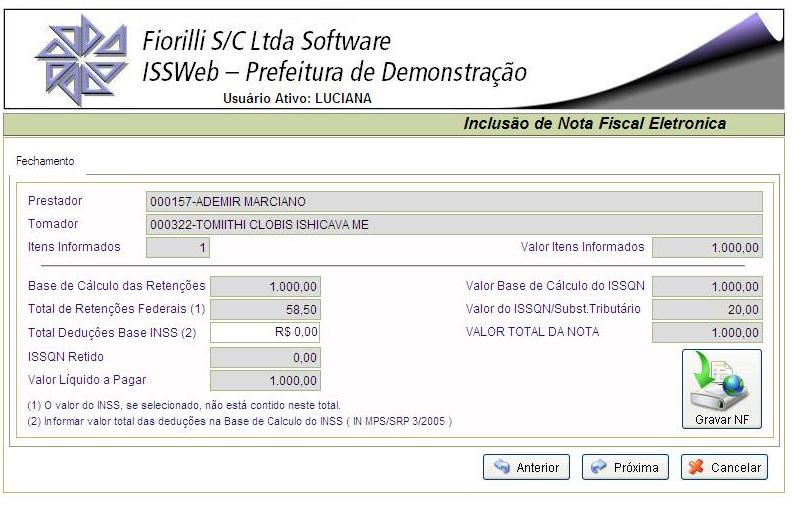 Fiorilli S/C Ltda Software
ISSWeb – Prefeitura de Demonstração
Usuário Ativo: LUCIANA
Inclusão de Nota Fiscal Eletronica
Fechamento
Prestador 000157-ADEMIR MARCIANO
Tomador 000322-TOMIITHI CLOBIS ISHICAVA ME
Itens Informados 1 Valor Itens Informados 1.000,00
Base de Cálculo das Retenções 1.000,00 Valor Base de Cálculo do ISSQN 1.000,00
Total de Retenções Federais (1) 58,50 Valor do ISSQN/Subst.Tributário 20,00
Total Deduções Base INSS (2) R$ 0,00 VALOR TOTAL DA NOTA 1.000,00
ISSQN Retido 0,00
Valor Líquido a Pagar 1.000,00
(1) O valor do INSS, se selecionado, não está contido neste total.
(2) Informar valor total das deduções na Base de Calculo do INSS ( IN MPS/SRP 3/2005 )
Gravar NF
Anterior Próxima Cancelar